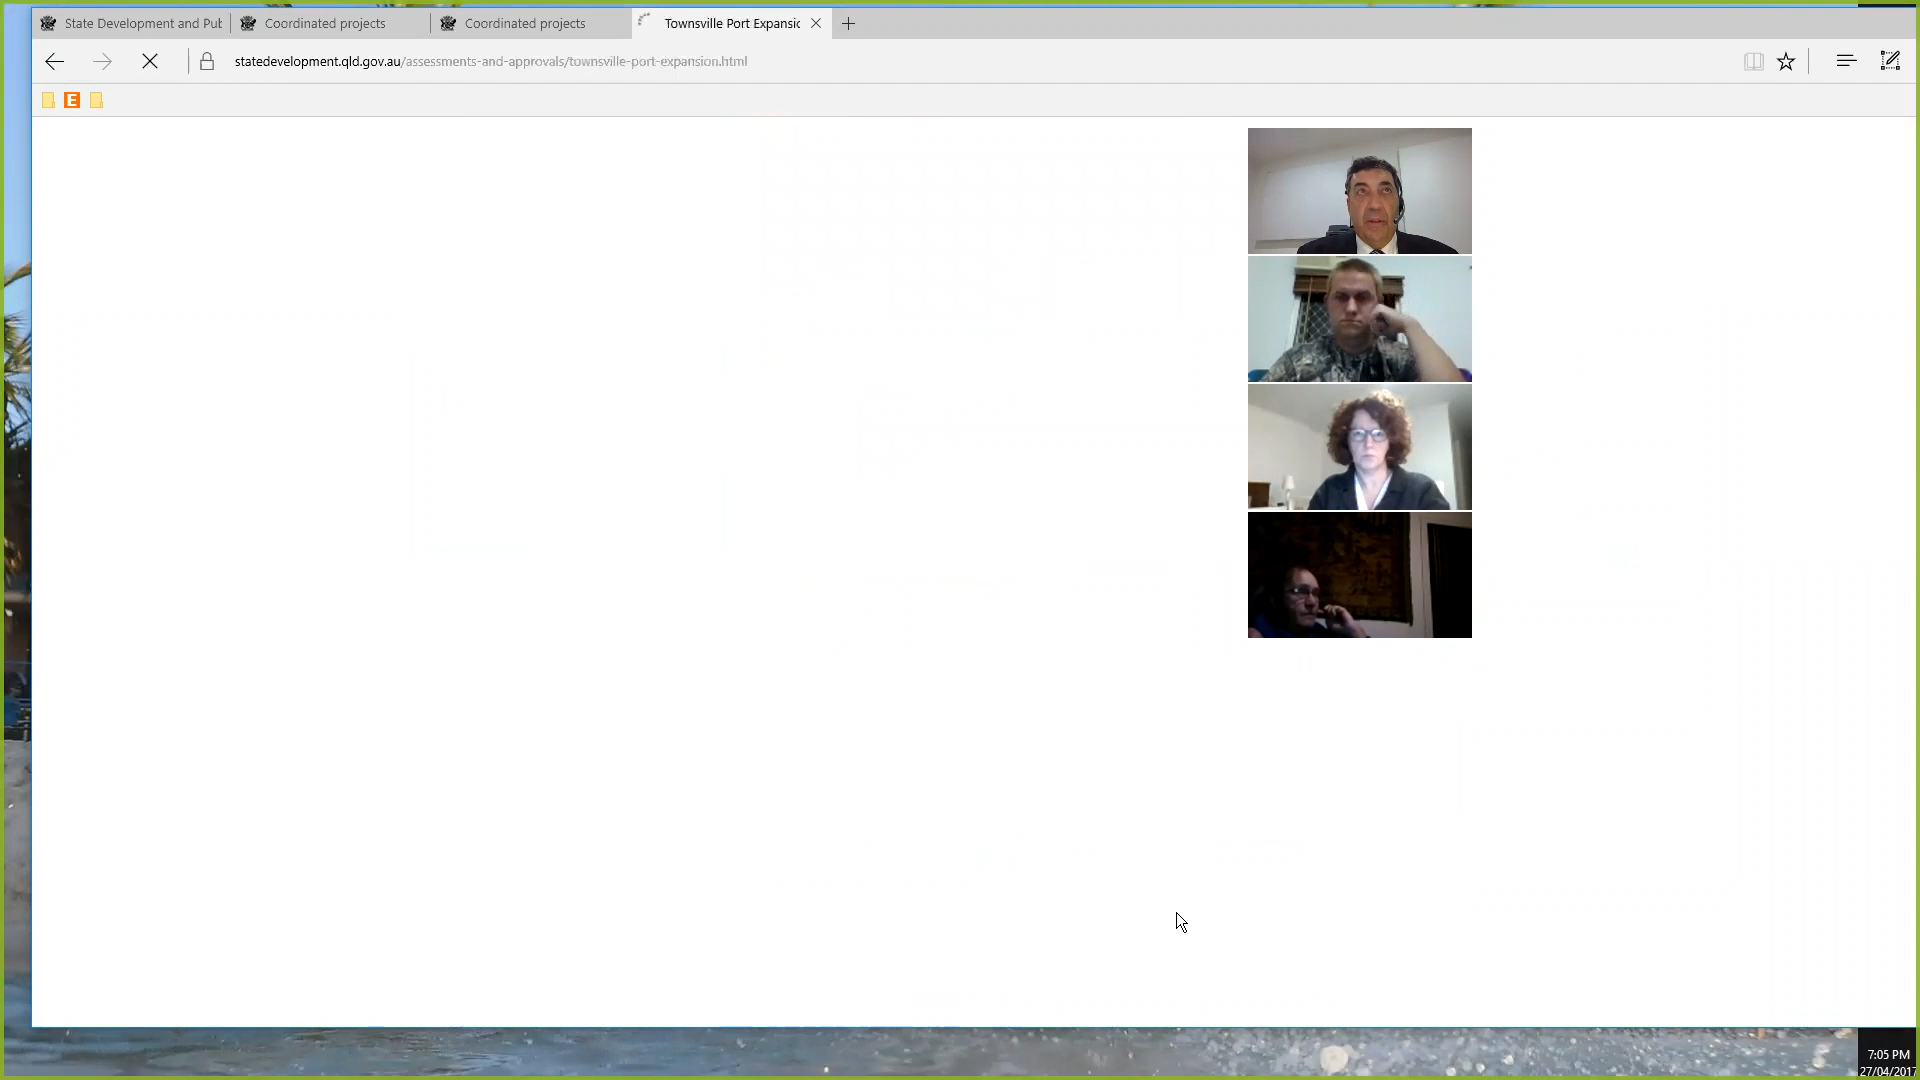 State Development and Pub
Coordinated projects
Coordinated projects
Townsville Port Expansic
statedevelopment.qld.gov.au/assessments-and-approvals/townsville-port-expansion.html
E
7:05 PM
27/04/2017